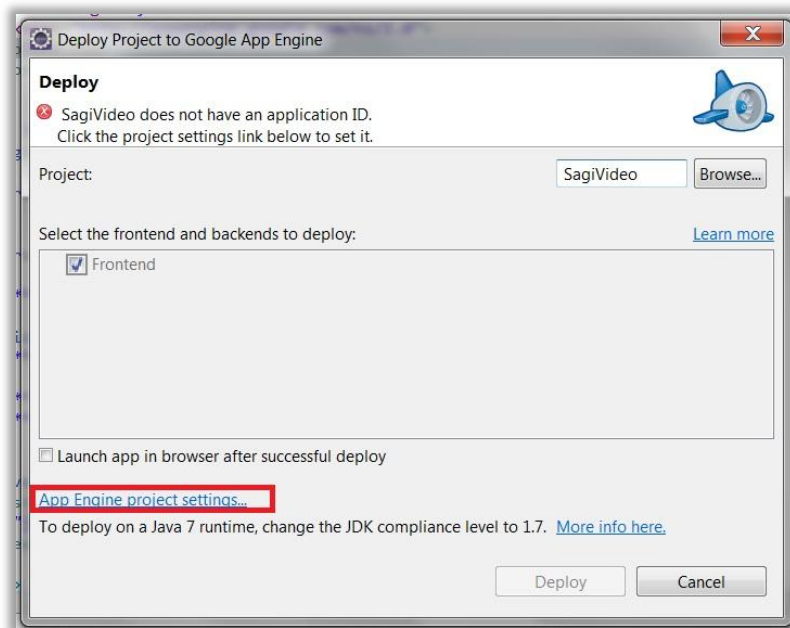 Deploy Project to Google App Engine
Deploy
SagiVideo does not have an application ID.
Click the project settings link below to set it.
Project:
SagiVideo
Browse...
Select the frontend and backends to deploy:
Learn more
Frontend
Launch app in browser after successful deploy
App Engine project settings...
To deploy on a Java 7 runtime, change the JDK compliance level to 1.7. More info here.
Deploy
Cancel